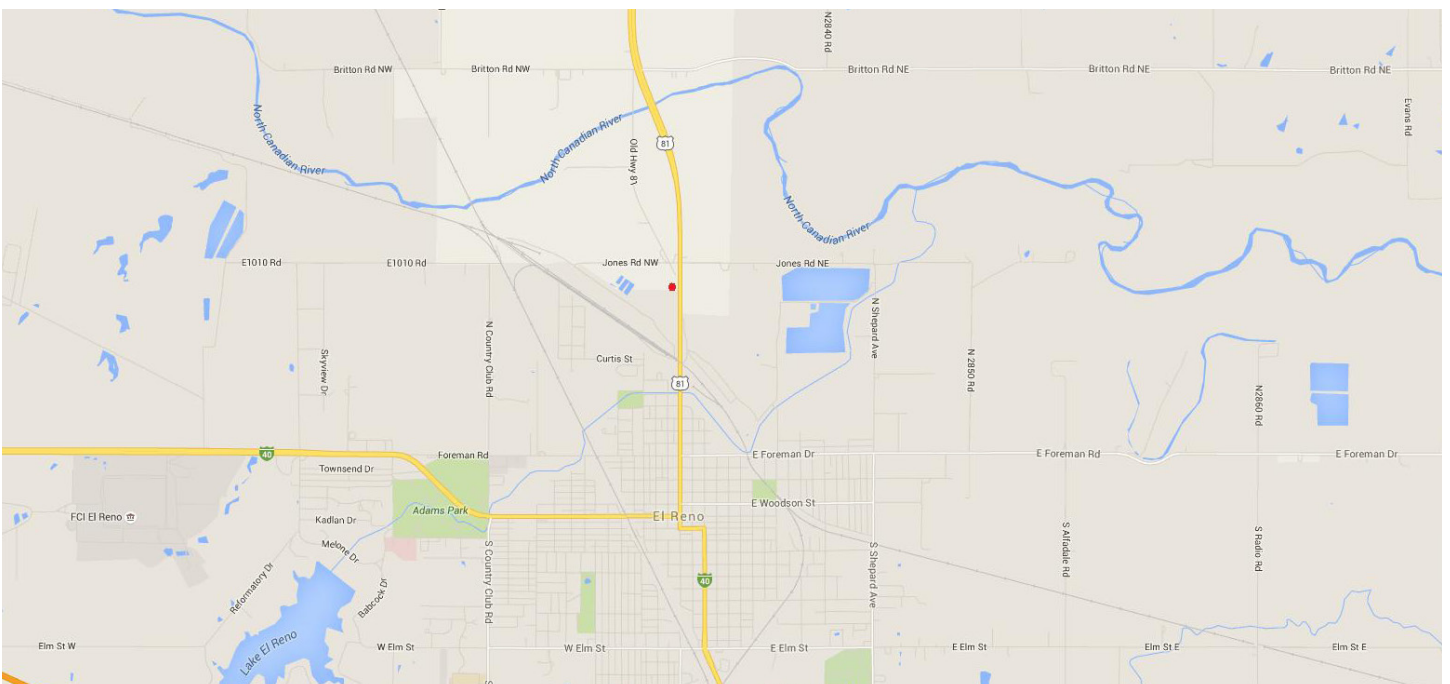 N2840 Rd
Britton Rd NW
Britton Rd NW
Britton Rd NE
Britton Rd NE
Britton Rd NE
Evans Rd
North Canadian River
North Canadian River
81
Old Hwy 81
North Canadian River
E1010 Rd
E1010 Rd
Jones Rd NW
Jones Rd NE
N Shepard Ave
N Country Club Rd
Skyview Dr
Curtis St
N 2850 Rd
81
N2860 Rd
40
Foreman Rd
E Foreman Dr
E Foreman Rd
E Foreman Dr
Townsend Dr
Adams Park
E Woodson St
FCI El Reno
Kadlan Dr
El Reno
Melone Dr
S Country Club Rd
S Shepard Ave
S Alfadale Rd
S Radio Rd
Reformatory Dr
Babcock Dr
40
Lake El Reno
Elm St W
W Elm St
W Elm St
E Elm St
E Elm St
Elm St E
Elm St E